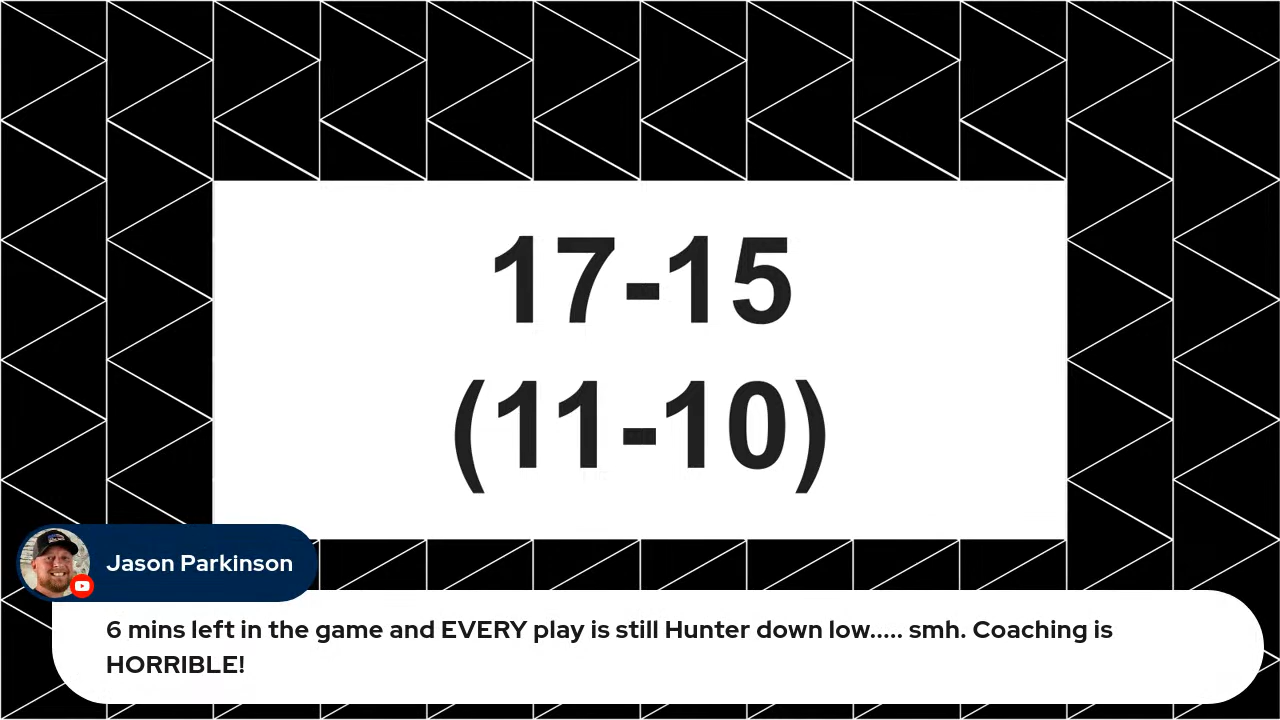 17-15
(11-10)
Jason Parkinson
6 mins left in the game and EVERY play is still Hunter down low..... smh. Coaching is
HORRIBLE!